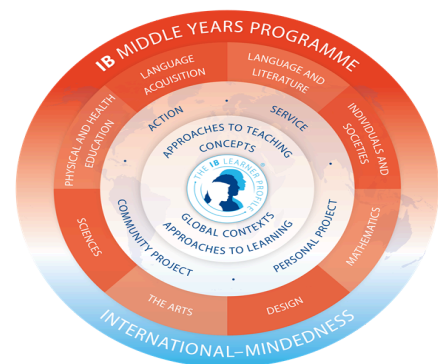 IB MIDDLE YEARS PROGRAMME
LANGUAGE
ACQUISITION
LANGUAGE AND
LITERATURE
PHYSICAL AND HEALTH
EDUCATION
INDIVIDUALS AND
SOCIETIES
SCIENCES
MATHEMATICS
THE ARTS
DESIGN
ACTION
SERVICE
COMMUNITY PROJECT
PERSONAL PROJECT
APPROACHES TO TEACHING
CONCEPTS
THE IB LEARNER PROFILE
®
GLOBAL CONTEXTS
APPROACHES TO LEARNING
INTERNATIONAL–MINDEDNESS